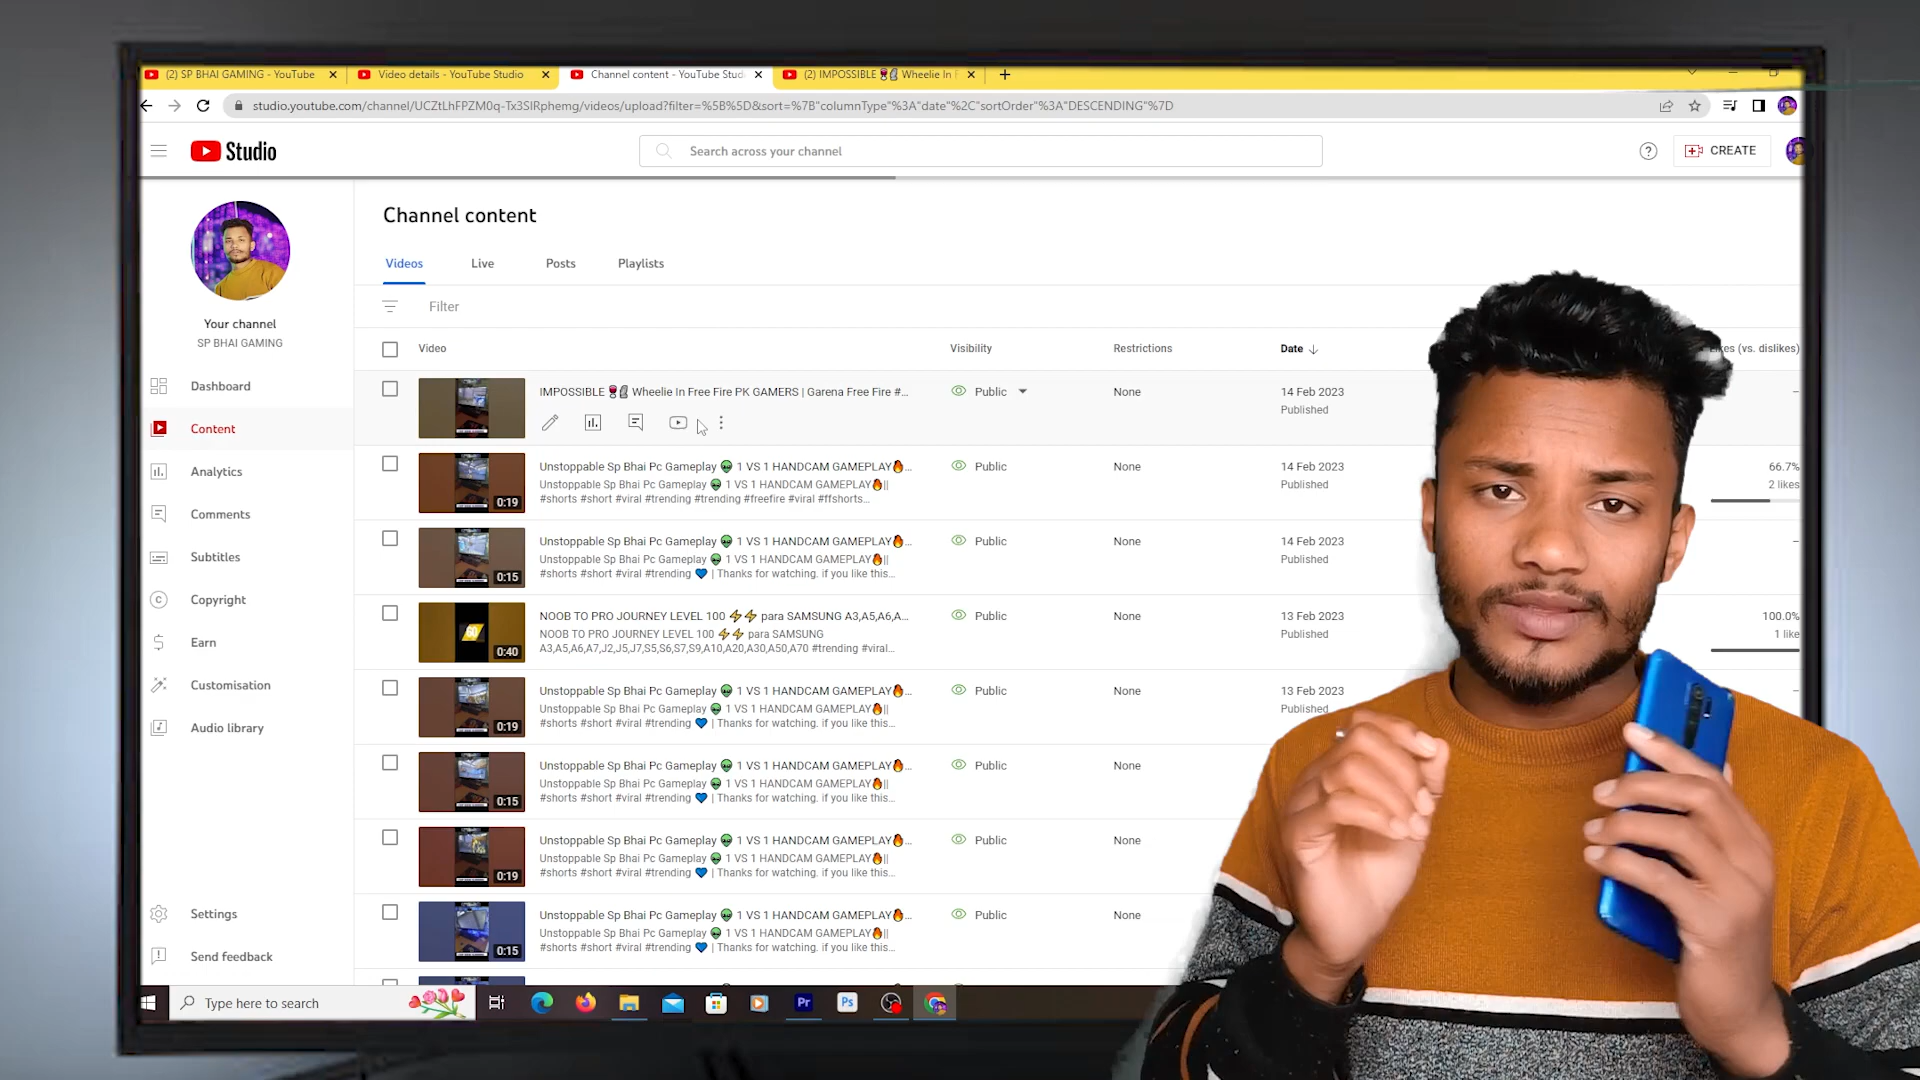 (2) SP BHAI GAMING - YouTube
Video details - YouTube Studio
Channel content - YouTube Stud
(2) IMPOSSIBLE 🍷🗿 Wheelie In F
studio.youtube.com/channel/UCZtLhFPZM0q-Tx3SlRphemg/videos/upload?filter=%5B%5D&sort=%7B"columnType"%3A"date"%2C"sortOrder"%3A"DESCENDING"%7D
Studio
Search across your channel
CREATE
Channel content
Videos Live Posts Playlists
Filter
Your channel
SP BHAI GAMING
Dashboard
Content
Analytics
Comments
Subtitles
Copyright
Earn
Customisation
Audio library
Settings
Send feedback
Video Visibility Restrictions Date ↓ (vs. dislikes)
IMPOSSIBLE 🍷🗿 Wheelie In Free Fire PK GAMERS | Garena Free Fire #... Public None 14 Feb 2023 –
Published
Unstoppable Sp Bhai Pc Gameplay 👽 1 VS 1 HANDCAM GAMEPLAY🔥... Public None 14 Feb 2023 66.7%
Unstoppable Sp Bhai Pc Gameplay 👽 1 VS 1 HANDCAM GAMEPLAY🔥|| Published 2 likes
0:19 #shorts #short #viral #trending #trending #freefire #viral #ffshorts...
Unstoppable Sp Bhai Pc Gameplay 👽 1 VS 1 HANDCAM GAMEPLAY🔥... Public None 14 Feb 2023 –
Unstoppable Sp Bhai Pc Gameplay 👽 1 VS 1 HANDCAM GAMEPLAY🔥|| Published
0:15 #shorts #short #viral #trending 💙 | Thanks for watching. if you like this...
NOOB TO PRO JOURNEY LEVEL 100 ⚡⚡ para SAMSUNG A3,A5,A6,A... Public None 13 Feb 2023 100.0%
NOOB TO PRO JOURNEY LEVEL 100 ⚡⚡ para SAMSUNG Published 1 like
0:40 A3,A5,A6,A7,J2,J5,J7,S5,S6,S7,S9,A10,A20,A30,A50,A70 #trending #viral...
Unstoppable Sp Bhai Pc Gameplay 👽 1 VS 1 HANDCAM GAMEPLAY🔥... Public None 13 Feb 2023 –
Unstoppable Sp Bhai Pc Gameplay 👽 1 VS 1 HANDCAM GAMEPLAY🔥|| Published
0:19 #shorts #short #viral #trending 💙 | Thanks for watching. if you like this...
Unstoppable Sp Bhai Pc Gameplay 👽 1 VS 1 HANDCAM GAMEPLAY🔥... Public None
Unstoppable Sp Bhai Pc Gameplay 👽 1 VS 1 HANDCAM GAMEPLAY🔥||
0:15 #shorts #short #viral #trending 💙 | Thanks for watching. if you like this...
Unstoppable Sp Bhai Pc Gameplay 👽 1 VS 1 HANDCAM GAMEPLAY🔥... Public None
Unstoppable Sp Bhai Pc Gameplay 👽 1 VS 1 HANDCAM GAMEPLAY🔥||
0:19 #shorts #short #viral #trending 💙 | Thanks for watching. if you like this...
Unstoppable Sp Bhai Pc Gameplay 👽 1 VS 1 HANDCAM GAMEPLAY🔥... Public None
Unstoppable Sp Bhai Pc Gameplay 👽 1 VS 1 HANDCAM GAMEPLAY🔥||
0:15 #shorts #short #viral #trending 💙 | Thanks for watching. if you like this...
Type here to search
Pr
Ps